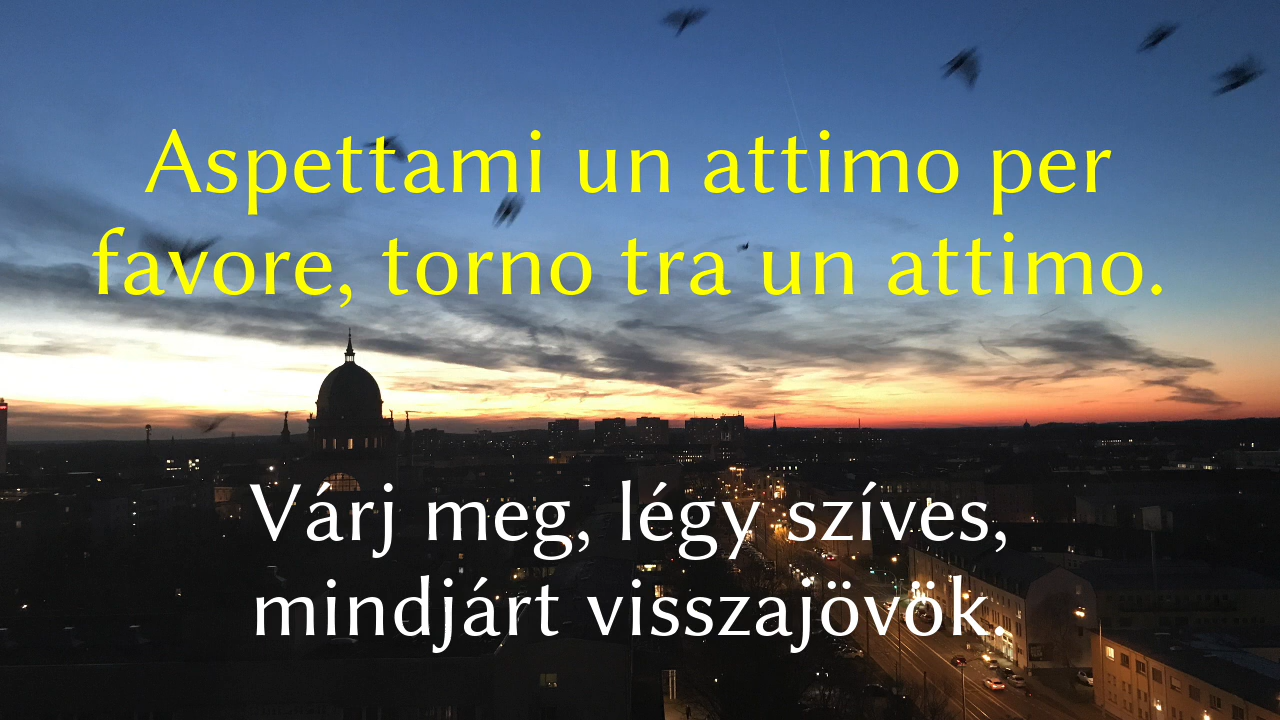 Aspettami un attimo per
favore, torno tra un attimo.
Várj meg, légy szíves,
mindjárt visszajövök.